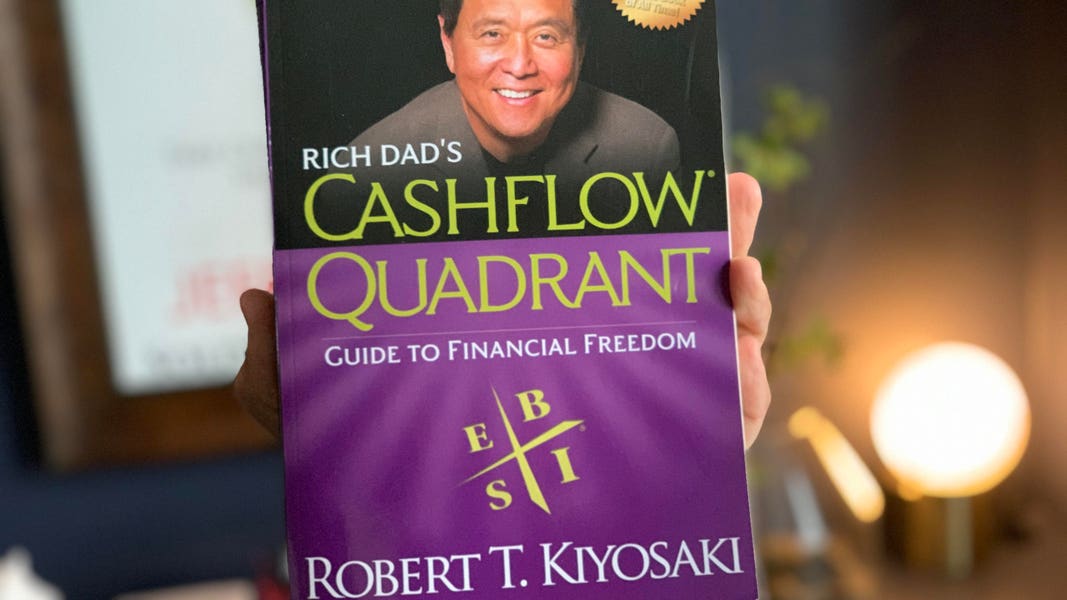 of All Time!
RICH DAD'S
CASHFLOW®
QUADRANT
GUIDE TO FINANCIAL FREEDOM
B
E
I
S
®
ROBERT T. KIYOSAKI